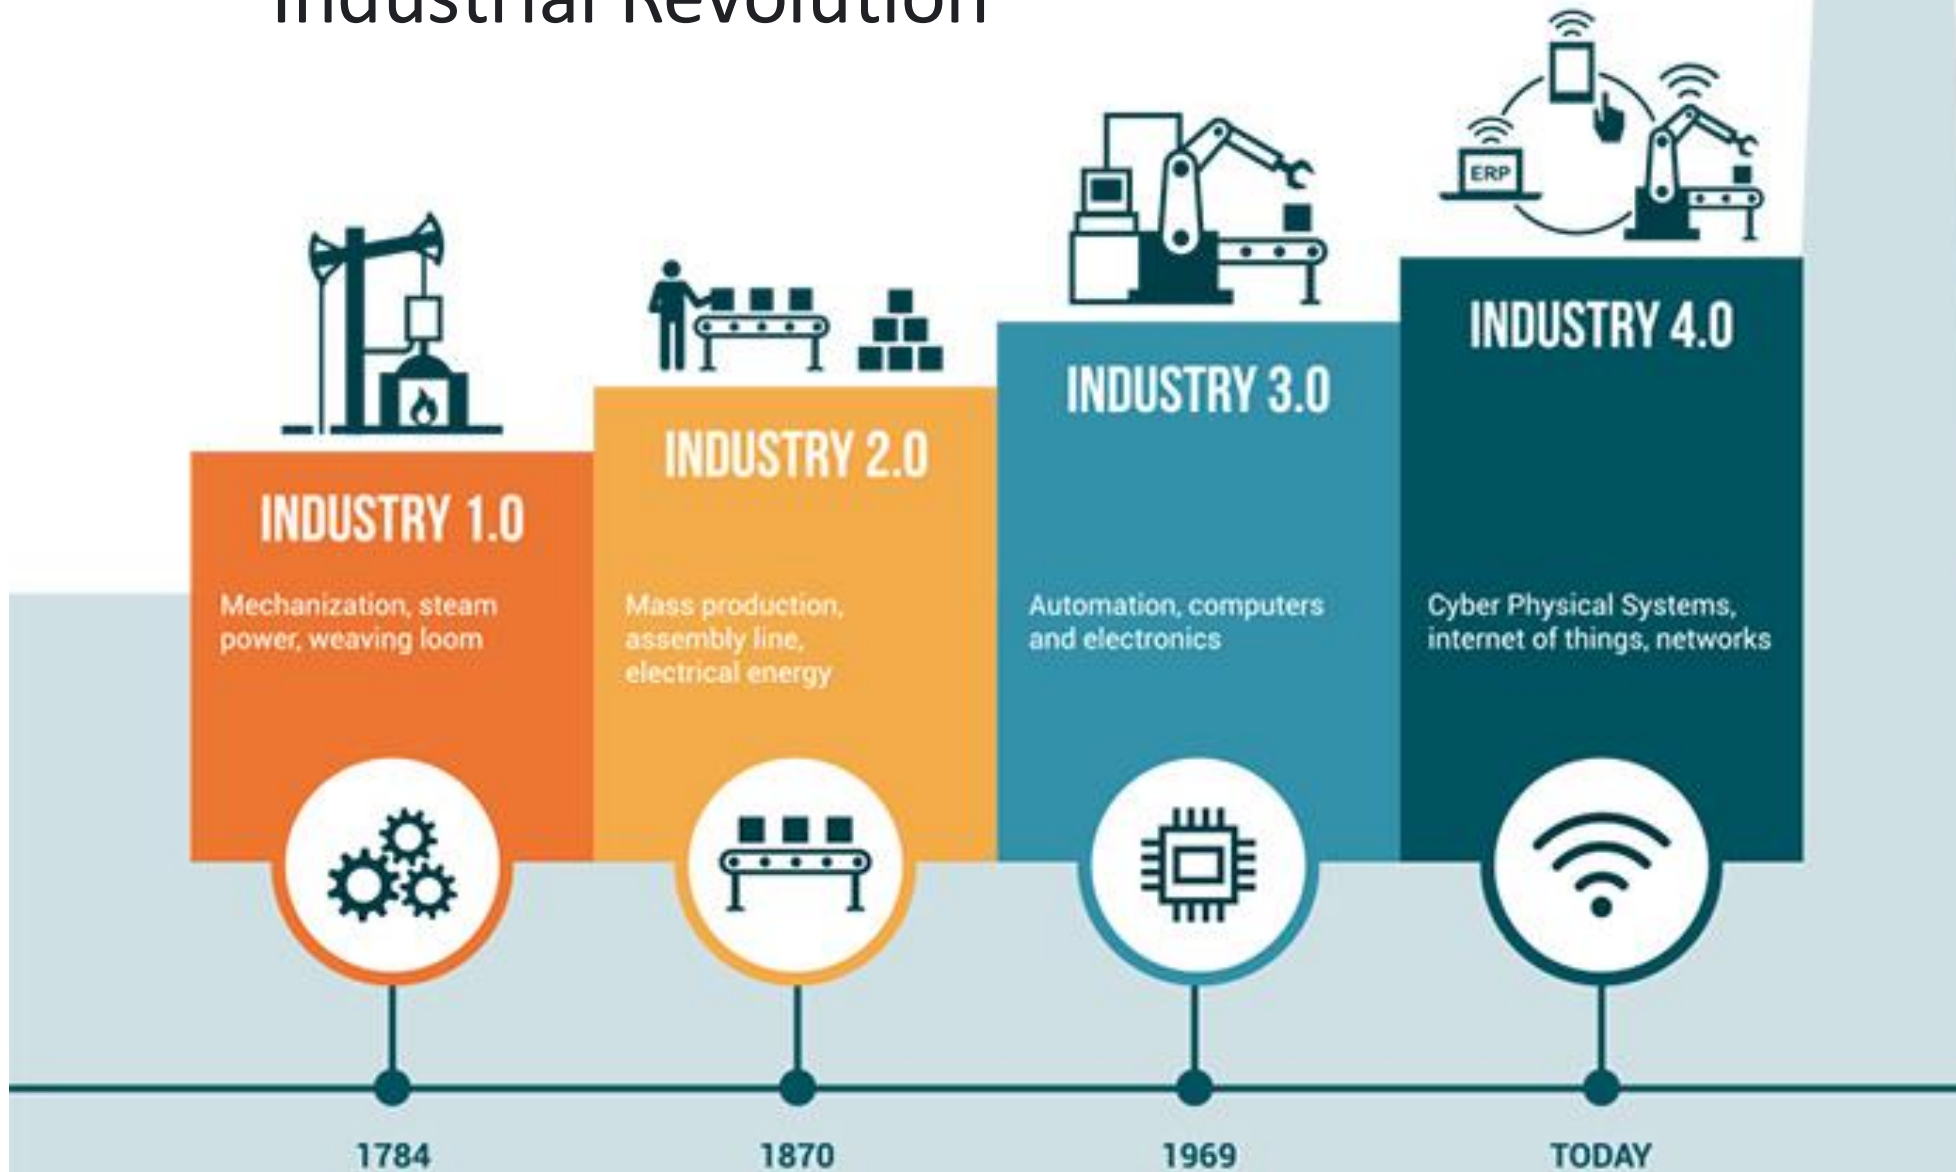 Industrial Revolution
ERP
INDUSTRY 1.0
Mechanization, steam
power, weaving loom
INDUSTRY 2.0
Mass production,
assembly line,
electrical energy
INDUSTRY 3.0
Automation, computers
and electronics
INDUSTRY 4.0
Cyber Physical Systems,
internet of things, networks
1784
1870
1969
TODAY